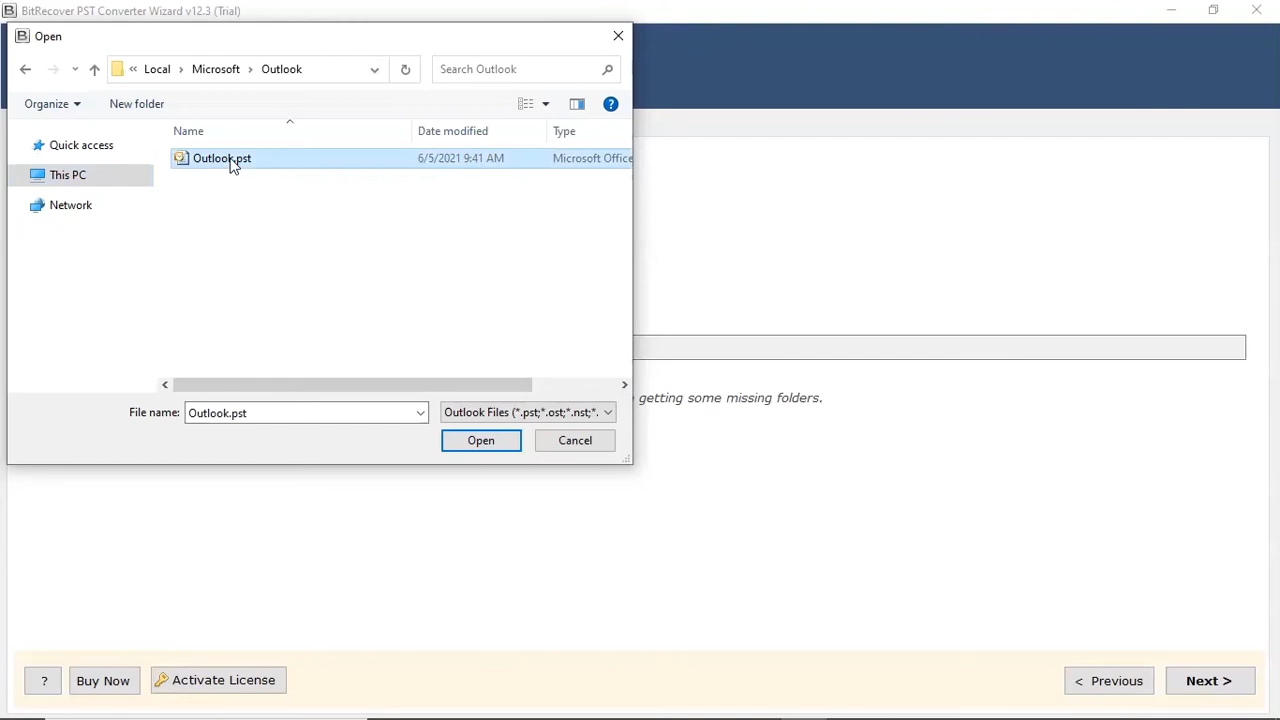 BitRecover PST Converter Wizard v12.3 (Trial)
Open
« Local > Microsoft > Outlook
Search Outlook
Organize
New folder
?
Name
Date modified
Type
Quick access
This PC
Network
Outlook.pst
6/5/2021 9:41 AM
Microsoft Office
getting some missing folders.
File name:
Outlook.pst
Outlook Files (*.pst;*.ost;*.nst;*.
Open
Cancel
?
Buy Now
Activate License
< Previous
Next >